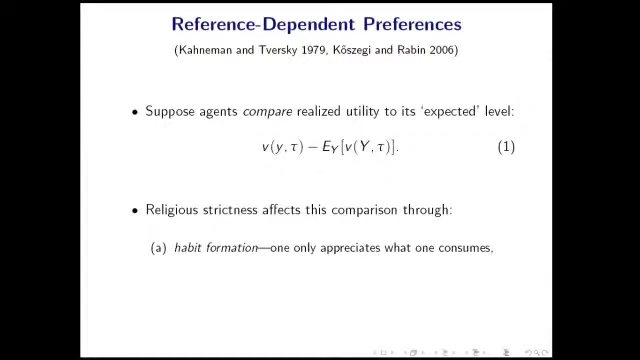 Reference-Dependent Preferences
(Kahneman and Tversky 1979, Kőszegi and Rabin 2006)
• Suppose agents compare realized utility to its ‘expected’ level:
v(y, τ) − E_Y[v(Y, τ)]. (1)
• Religious strictness affects this comparison through:
(a) habit formation—one only appreciates what one consumes,